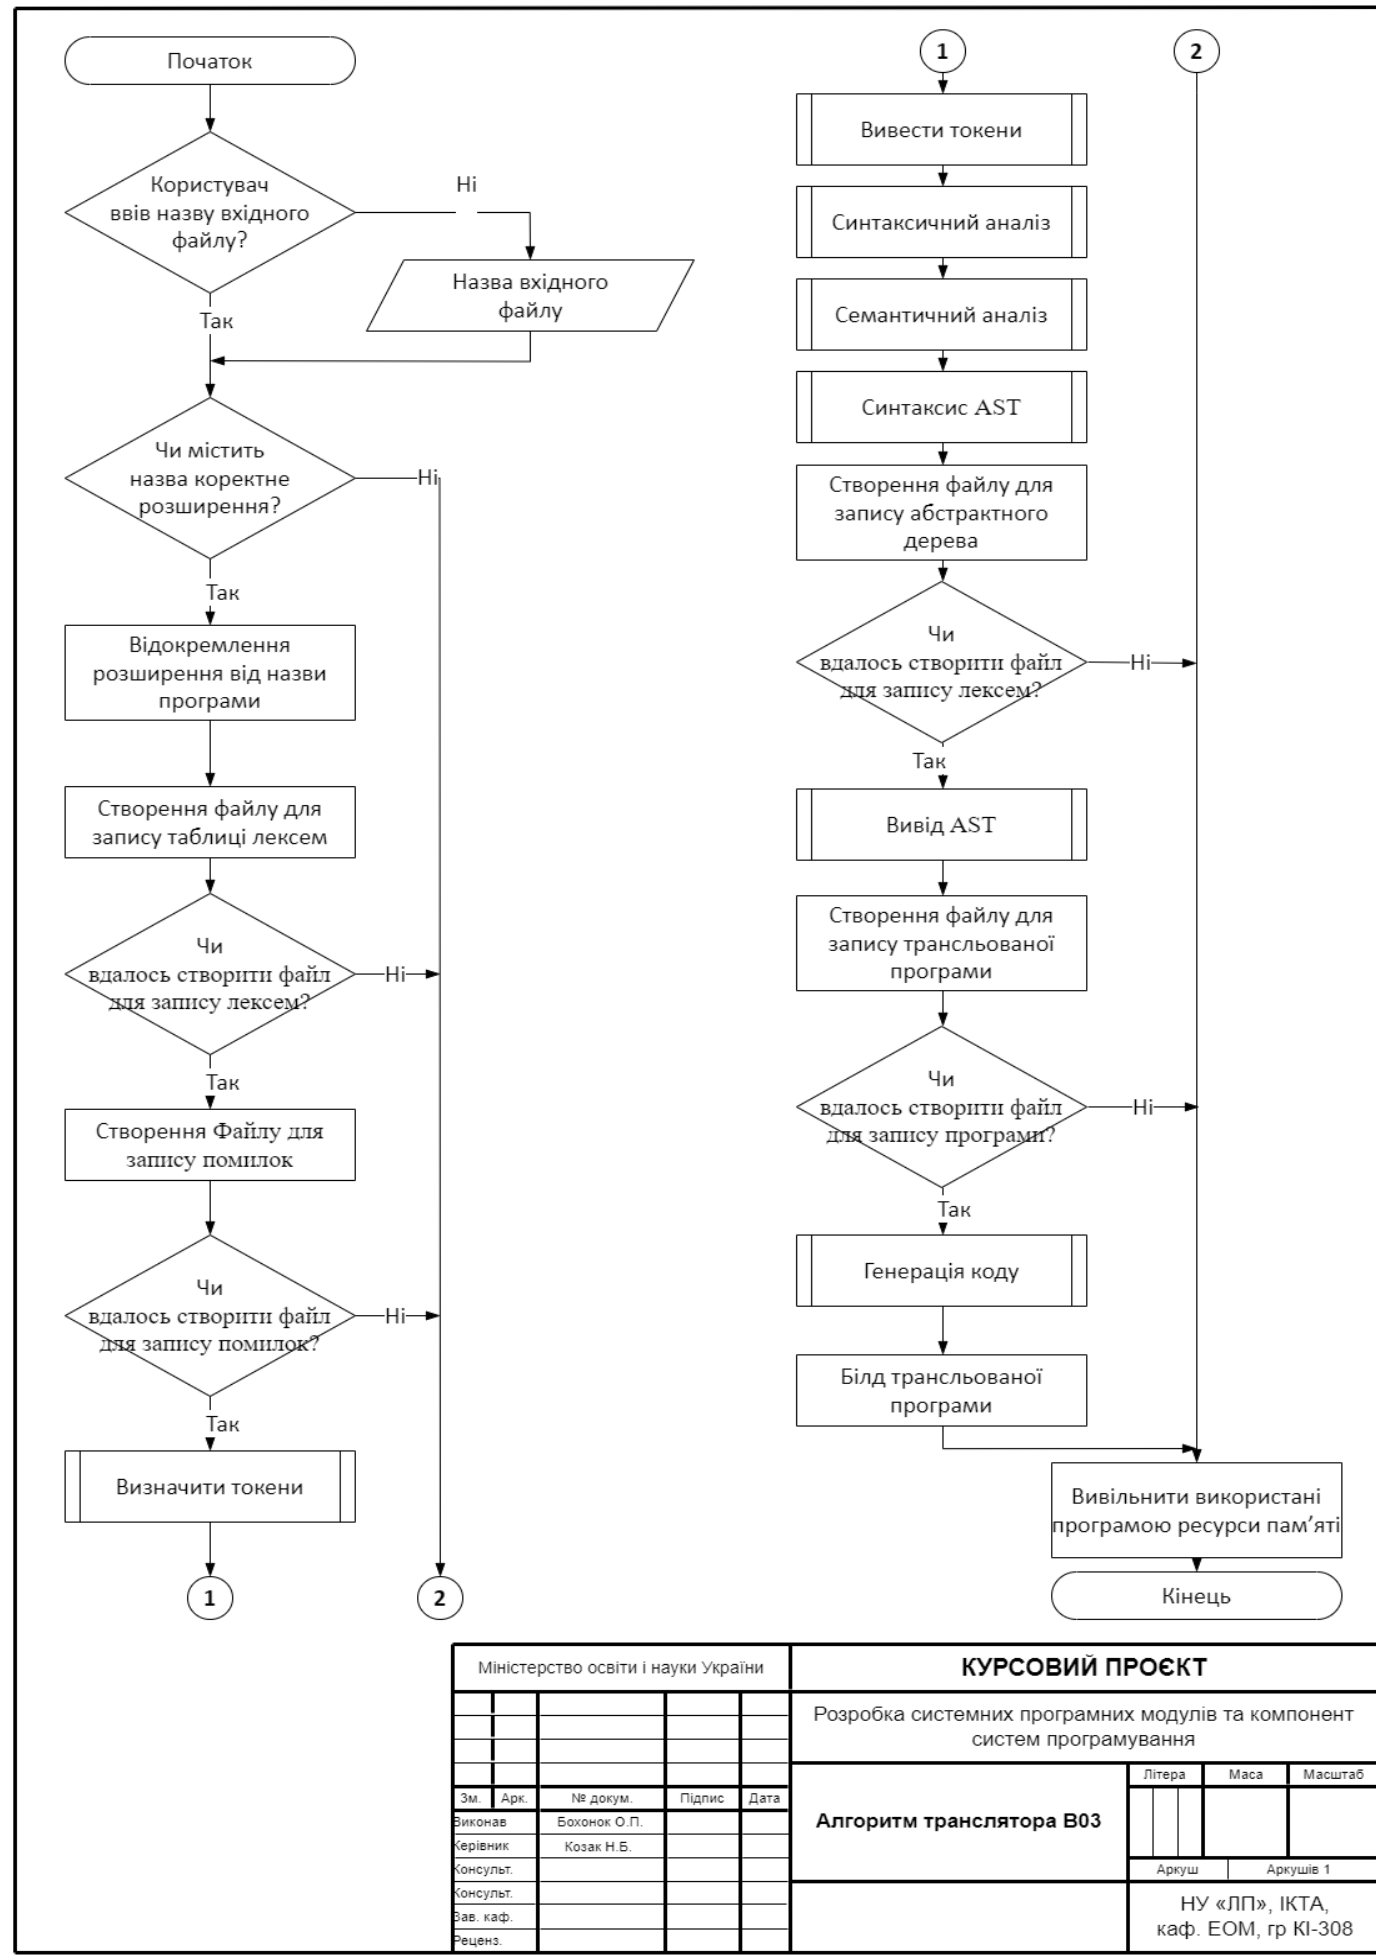 Початок
Користувач
ввів назву вхідного
файлу?
Ні
Назва вхідного
файлу
Так
Чи містить
назва коректне
розширення?
Ні
Так
Відокремлення
розширення від назви
програми
Створення файлу для
запису таблиці лексем
Чи
вдалось створити файл
для запису лексем?
Ні
Так
Створення Файлу для
запису помилок
Чи
вдалось створити файл
для запису помилок?
Ні
Так
Визначити токени
1
2
1
2
Вивести токени
Синтаксичний аналіз
Семантичний аналіз
Синтаксис AST
Створення файлу для
запису абстрактного
дерева
Чи
вдалось створити файл
для запису лексем?
Ні
Так
Вивід AST
Створення файлу для
запису трансльованої
програми
Чи
вдалось створити файл
для запису програми?
Ні
Так
Генерація коду
Білд трансльованої
програми
Вивільнити використані
програмою ресурси пам’яті
Кінець
Міністерство освіти і науки України
КУРСОВИЙ ПРОЄКТ
Розробка системних програмних модулів та компонент
систем програмування
Зм. Арк. № докум. Підпис Дата
Виконав Бохонок О.П.
Керівник Козак Н.Б.
Консульт.
Консульт.
Зав. каф.
Реценз.
Алгоритм транслятора B03
Літера Маса Масштаб
Аркуш Аркушів 1
НУ «ЛП», ІКТА,
каф. ЕОМ, гр КІ-308